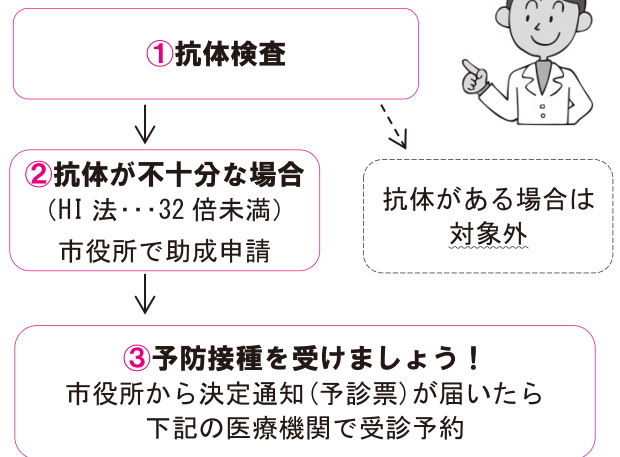 ①抗体検査
②抗体が不十分な場合
（HI 法･･･32 倍未満）
市役所で助成申請
抗体がある場合は
対象外
③予防接種を受けましょう！
市役所から決定通知（予診票）が届いたら
下記の医療機関で受診予約